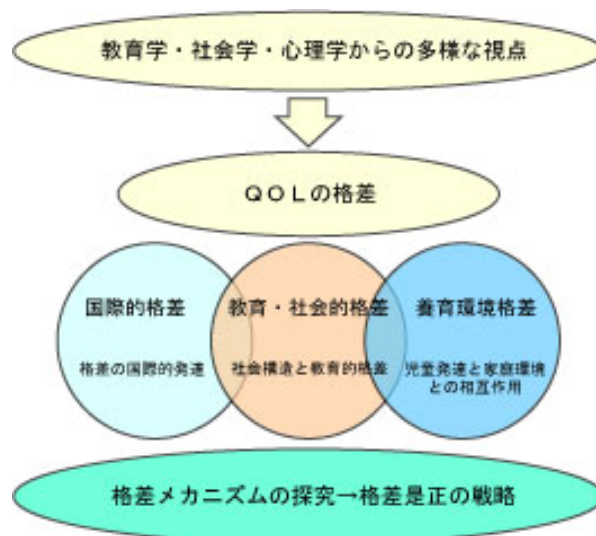 教育学・社会学・心理学からの多様な視点
ＱＯＬの格差
国際的格差
教育・社会的格差
養育環境格差
格差の国際的発達
社会構造と教育的格差
児童発達と家庭環境
との相互作用
格差メカニズムの探究→格差是正の戦略